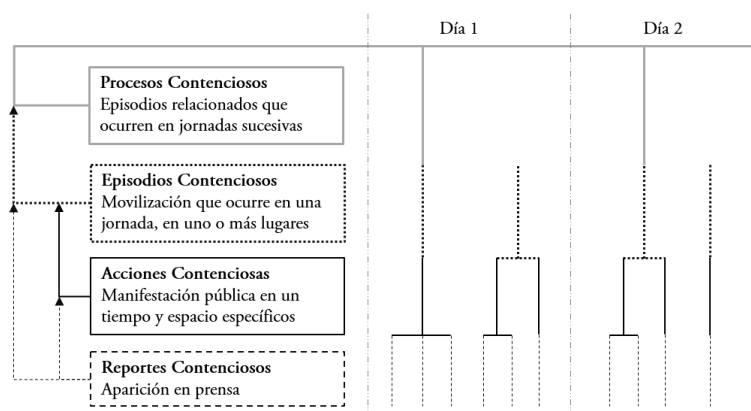 Día 1
Día 2
Procesos Contenciosos
Episodios relacionados que
ocurren en jornadas sucesivas
Episodios Contenciosos
Movilización que ocurre en una
jornada, en uno o más lugares
Acciones Contenciosas
Manifestación pública en un
tiempo y espacio específicos
Reportes Contenciosos
Aparición en prensa